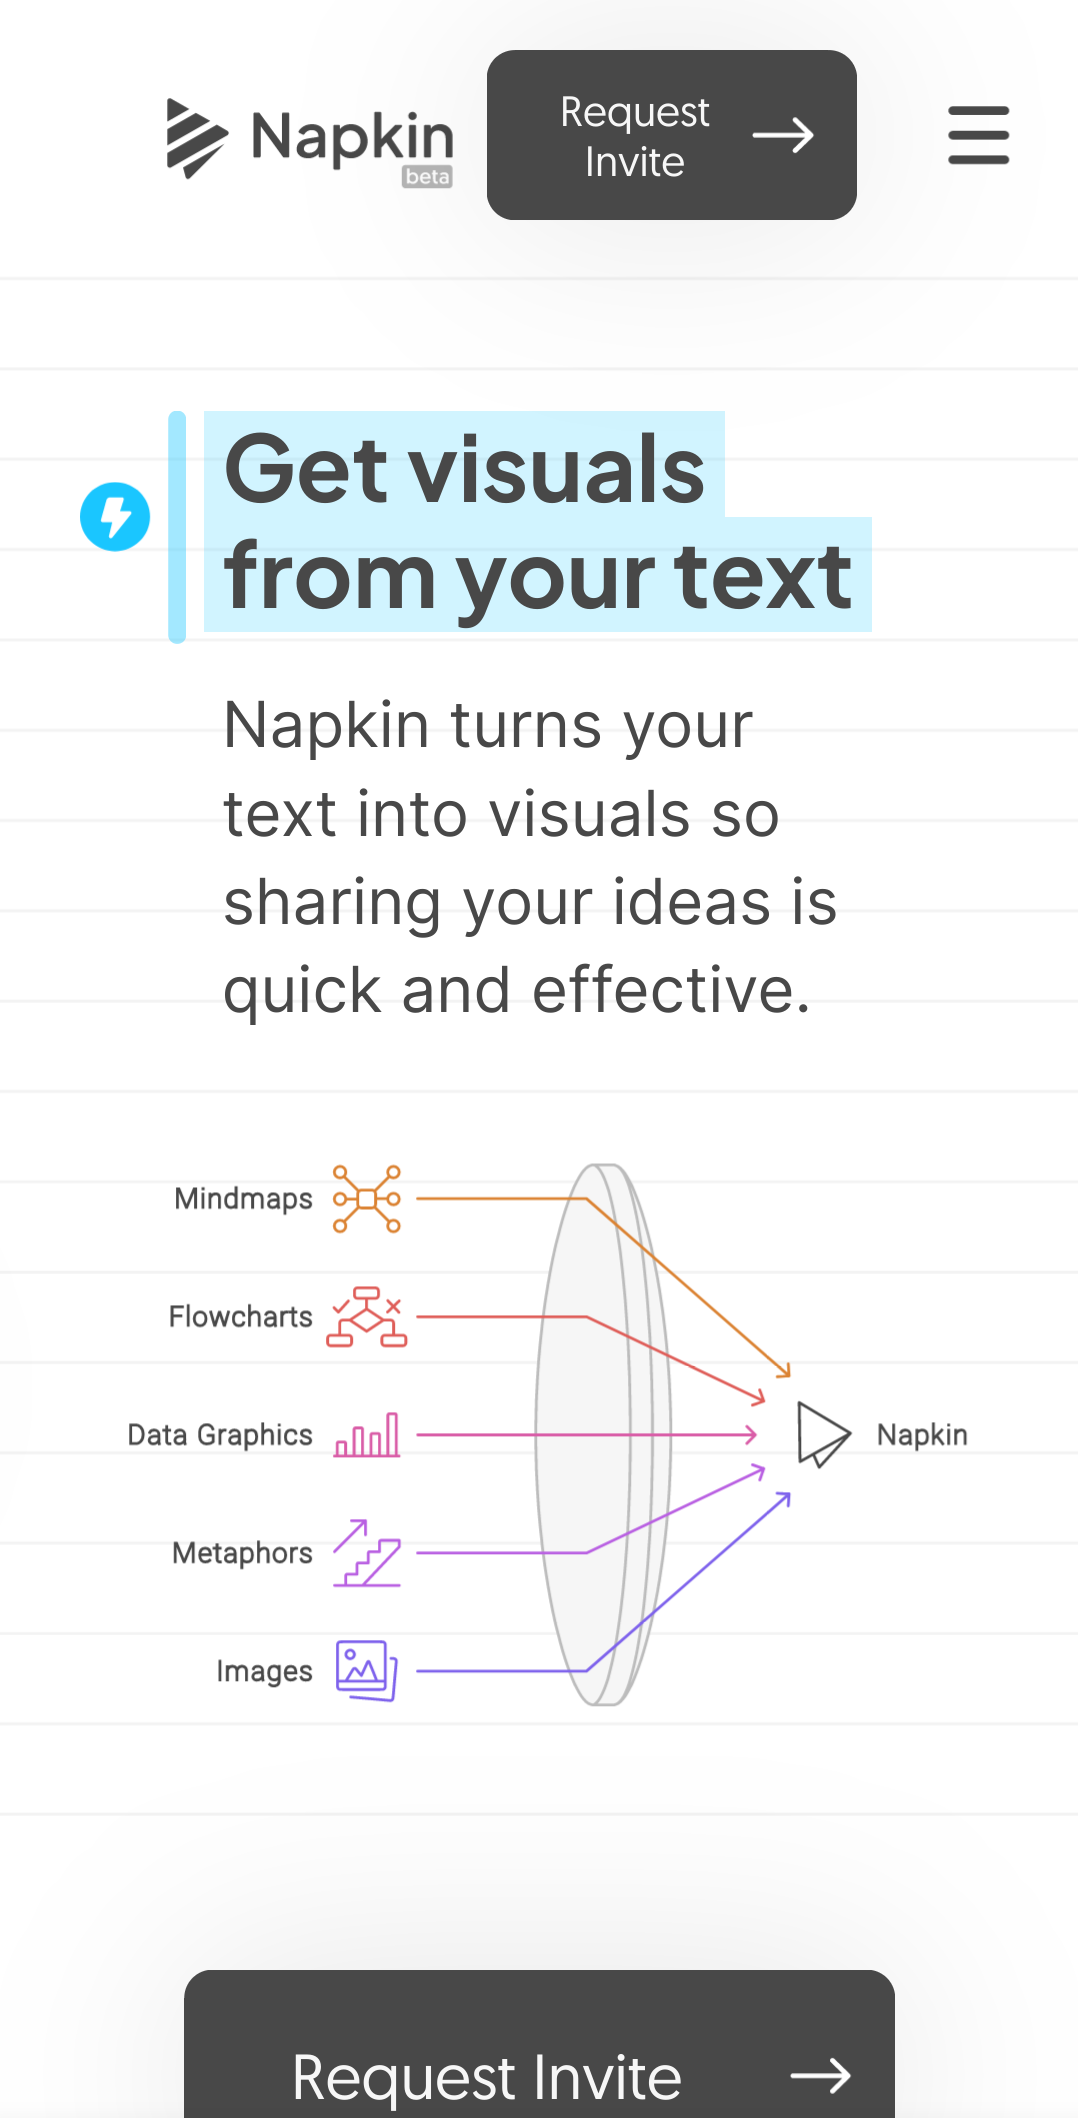 Napkin
beta
Request
Invite
Get visuals
from your text
Napkin turns your
text into visuals so
sharing your ideas is
quick and effective.
Mindmaps
Flowcharts
Data Graphics
Napkin
Metaphors
Images
Request Invite